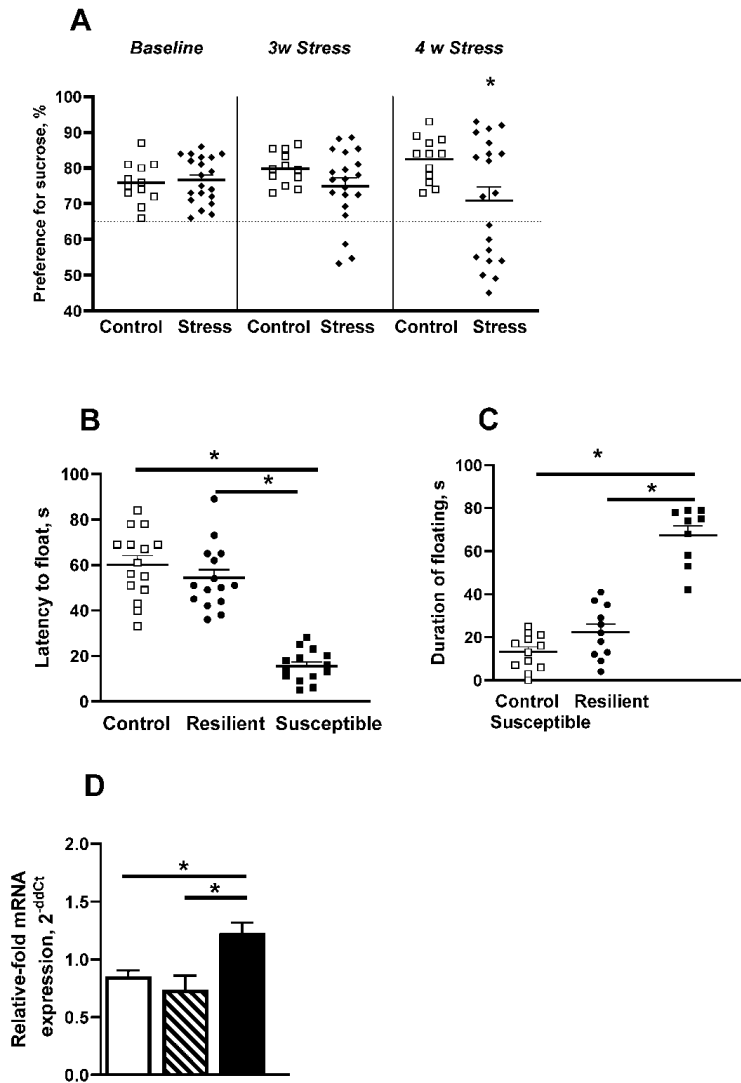 A
Baseline 3w Stress 4 w Stress
*
Preference for sucrose, %
100
90
80
70
60
50
40
Control Stress Control Stress Control Stress
B
*
*
Latency to float, s
100
80
60
40
20
0
Control Resilient Susceptible
C
*
*
Duration of floating, s
100
80
60
40
20
0
Control Resilient
Susceptible
D
*
*
Relative-fold mRNA
expression, 2^-ddCt
2.0
1.5
1.0
0.5
0.0